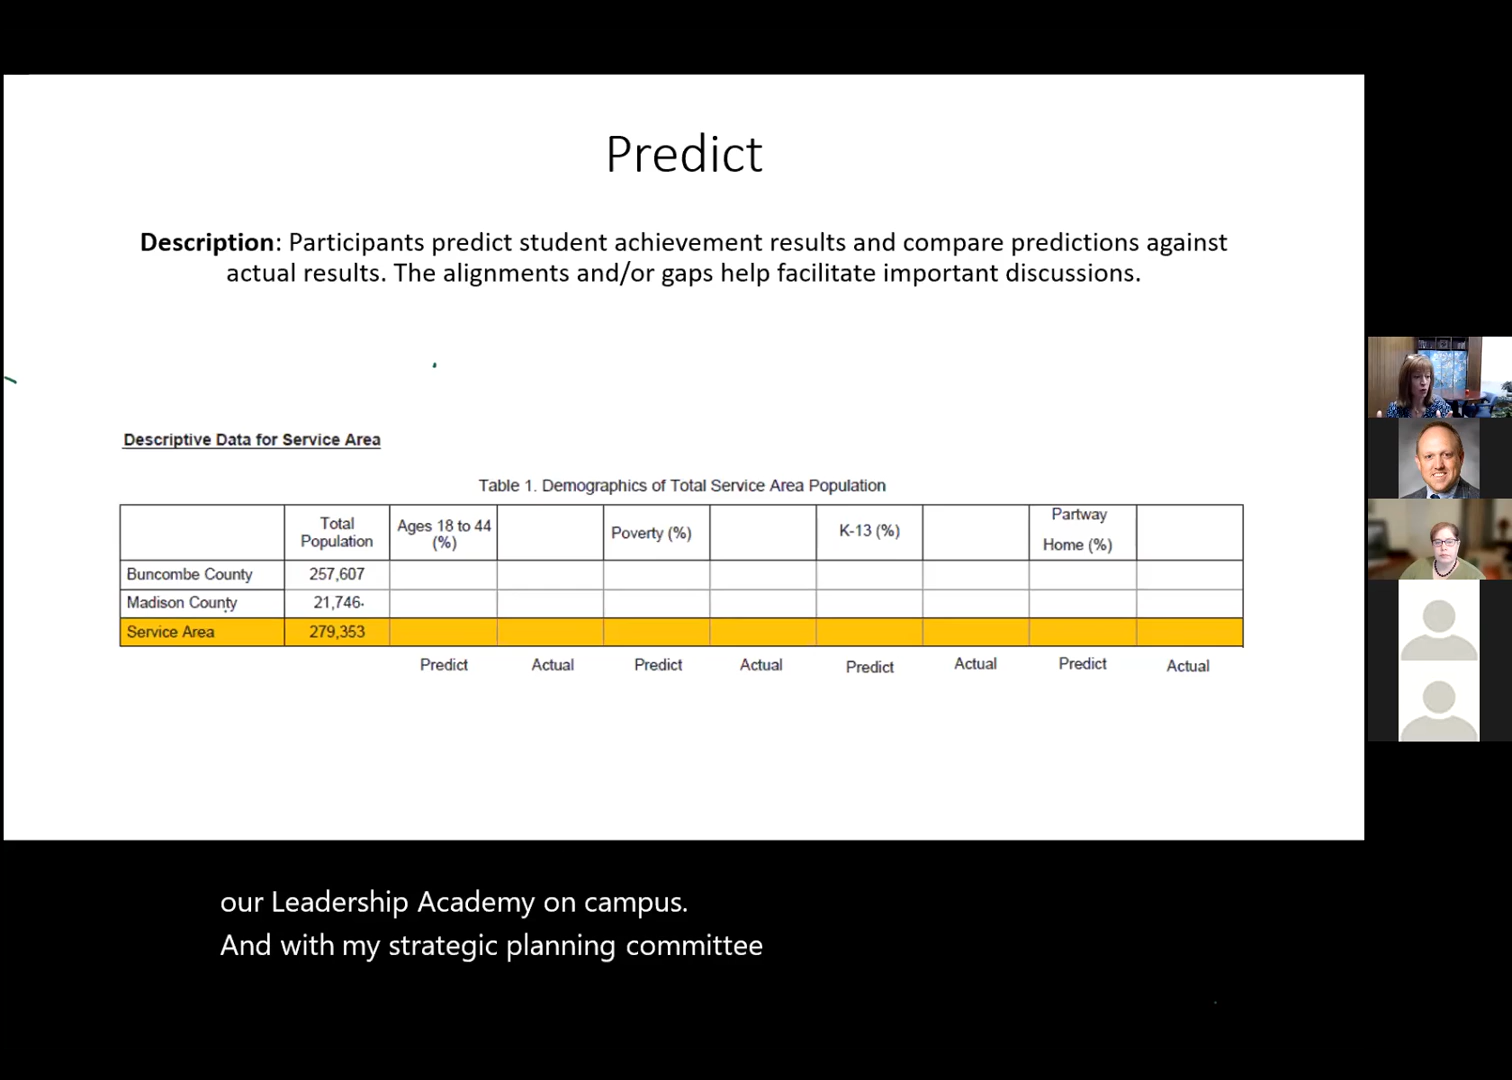 Predict
Description: Participants predict student achievement results and compare predictions against
actual results. The alignments and/or gaps help facilitate important discussions.
Descriptive Data for Service Area
Table 1. Demographics of Total Service Area Population
Total
Population
Ages 18 to 44
(%)
Poverty (%)
K-13 (%)
Partway
Home (%)
Buncombe County 257,607
Madison County 21,746
Service Area 279,353
Predict Actual Predict Actual Predict Actual Predict Actual
our Leadership Academy on campus.
And with my strategic planning committee